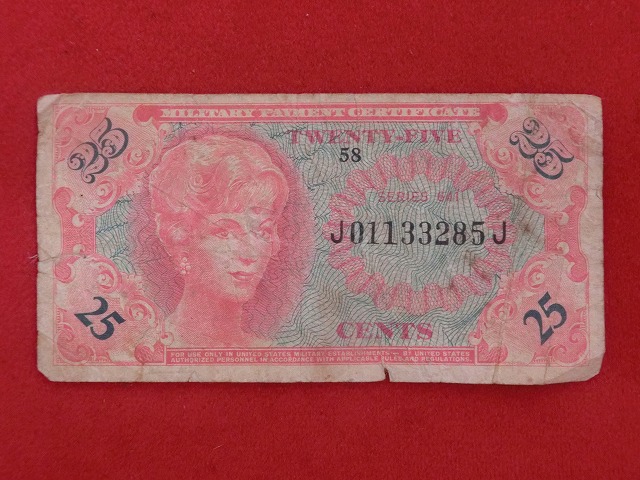 MILITARY PAYMENT CERTIFICATE
25 TWENTY-FIVE 25
58
SERIES 641
J01133285J
25 CENTS 25
FOR USE ONLY IN UNITED STATES MILITARY ESTABLISHMENTS — BY UNITED STATES
AUTHORIZED PERSONNEL IN ACCORDANCE WITH APPLICABLE RULES AND REGULATIONS.